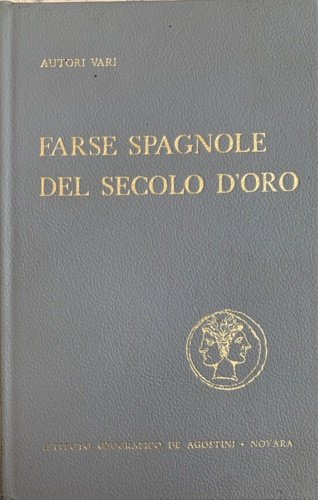 AUTORI VARI
FARSE SPAGNOLE
DEL SECOLO D'ORO
ISTITUTO GEOGRAFICO DE AGOSTINI - NOVARA